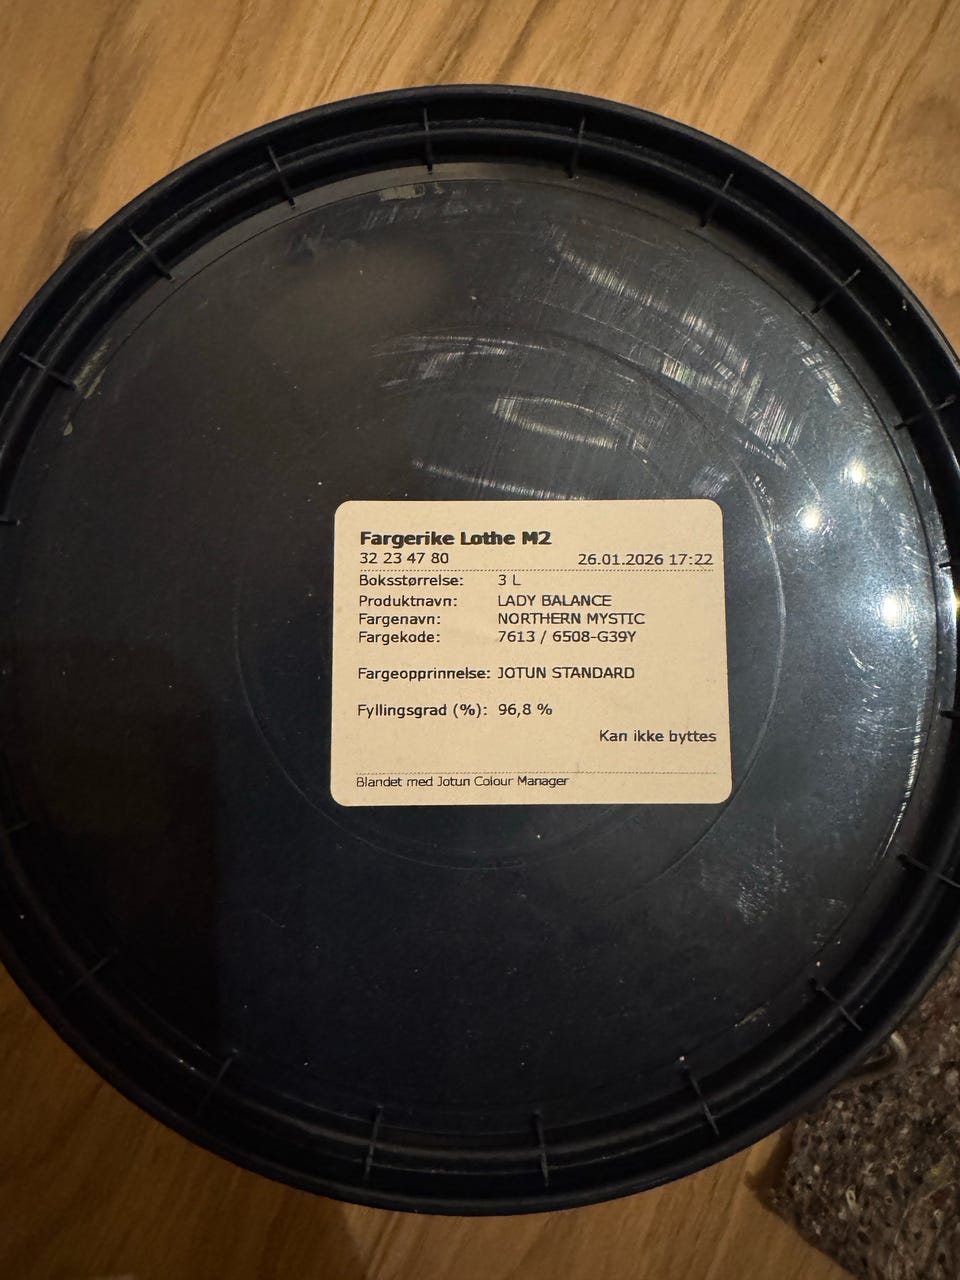 Fargerike Lothe M2
32 23 47 80 26.01.2026 17:22
Boksstørrelse: 3 L
Produktnavn: LADY BALANCE
Fargenavn: NORTHERN MYSTIC
Fargekode: 7613 / 6508-G39Y
Fargeopprinnelse: JOTUN STANDARD
Fyllingsgrad (%): 96,8 %
Kan ikke byttes
Blandet med Jotun Colour Manager